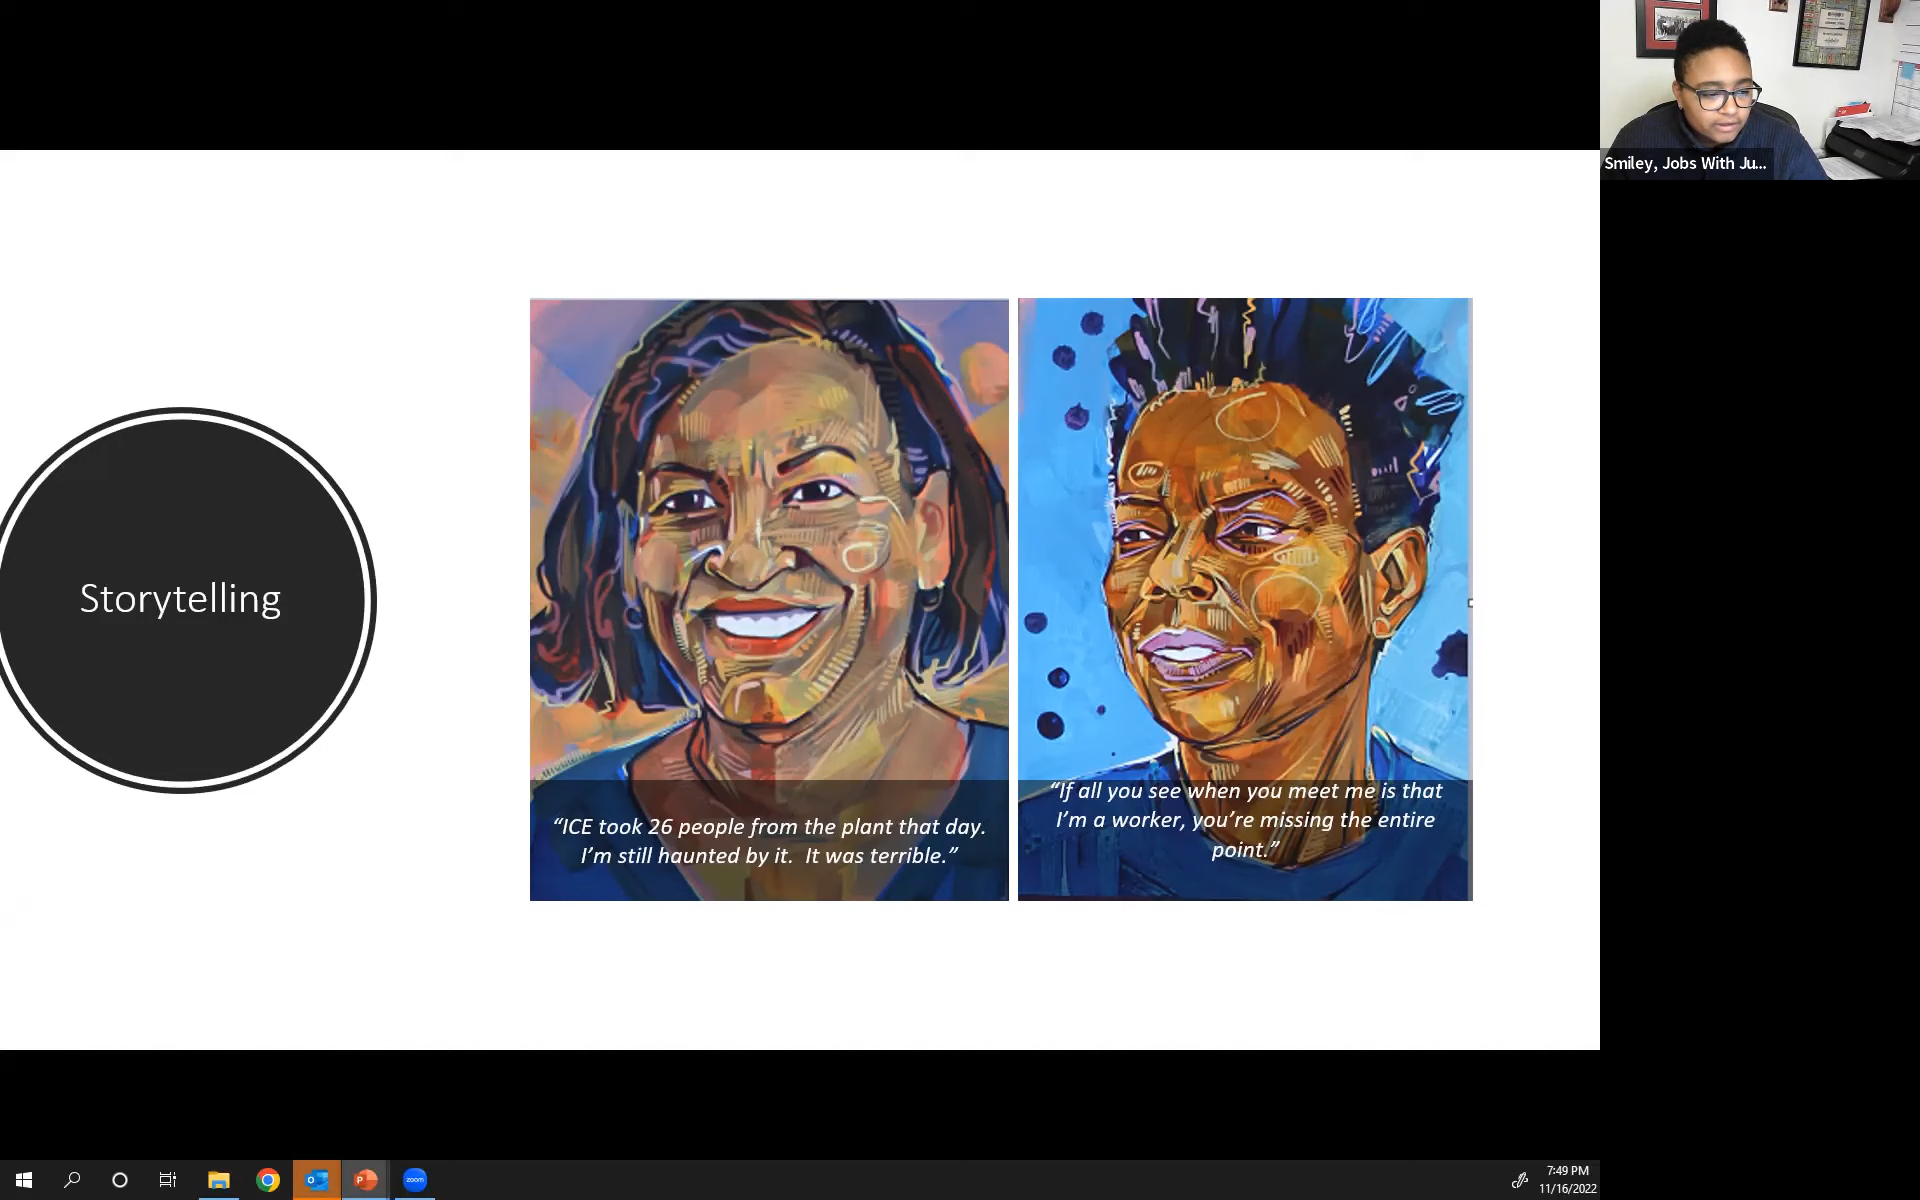 Smiley, Jobs With Ju...
Storytelling
“ICE took 26 people from the plant that day.
I’m still haunted by it.  It was terrible.”
“If all you see when you meet me is that
I’m a worker, you’re missing the entire
point.”
zoom
7:49 PM
11/16/2022